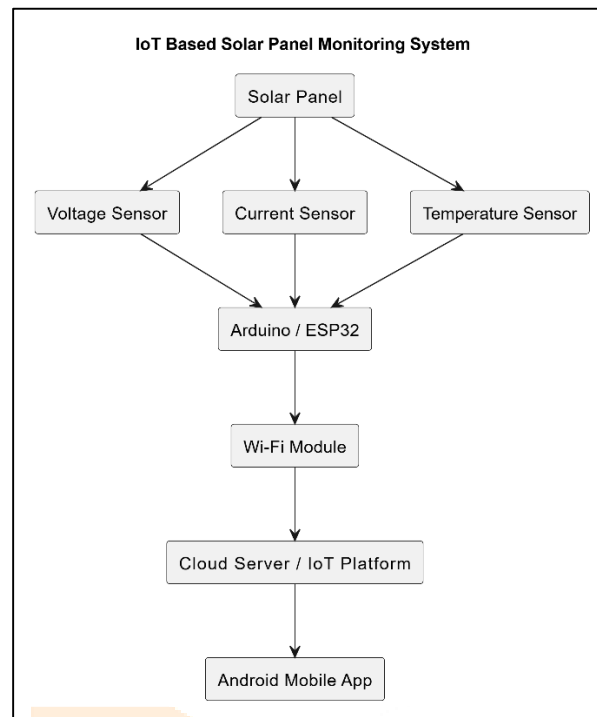 IoT Based Solar Panel Monitoring System
Solar Panel
Voltage Sensor
Current Sensor
Temperature Sensor
Arduino / ESP32
Wi-Fi Module
Cloud Server / IoT Platform
Android Mobile App